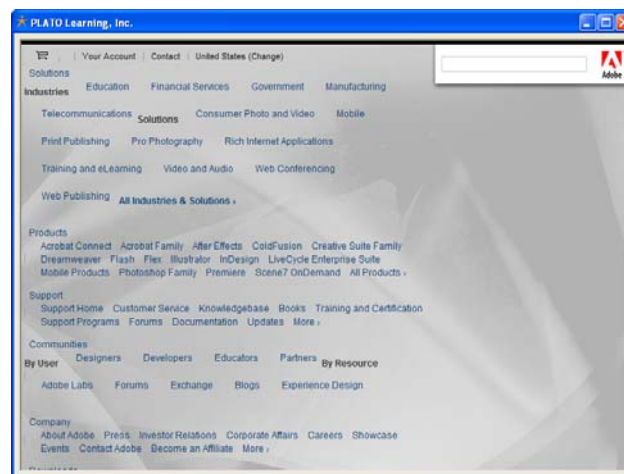 PLATO Learning, Inc.
Your Account | Contact | United States (Change)
Adobe
Solutions
Industries Education Financial Services Government Manufacturing
Telecommunications Solutions Consumer Photo and Video Mobile
Print Publishing Pro Photography Rich Internet Applications
Training and eLearning Video and Audio Web Conferencing
Web Publishing All Industries & Solutions ›
Products
Acrobat Connect Acrobat Family After Effects ColdFusion Creative Suite Family
Dreamweaver Flash Flex Illustrator InDesign LiveCycle Enterprise Suite
Mobile Products Photoshop Family Premiere Scene7 OnDemand All Products ›
Support
Support Home Customer Service Knowledgebase Books Training and Certification
Support Programs Forums Documentation Updates More ›
Communities
By User Designers Developers Educators Partners By Resource
Adobe Labs Forums Exchange Blogs Experience Design
Company
About Adobe Press Investor Relations Corporate Affairs Careers Showcase
Events Contact Adobe Become an Affiliate More ›